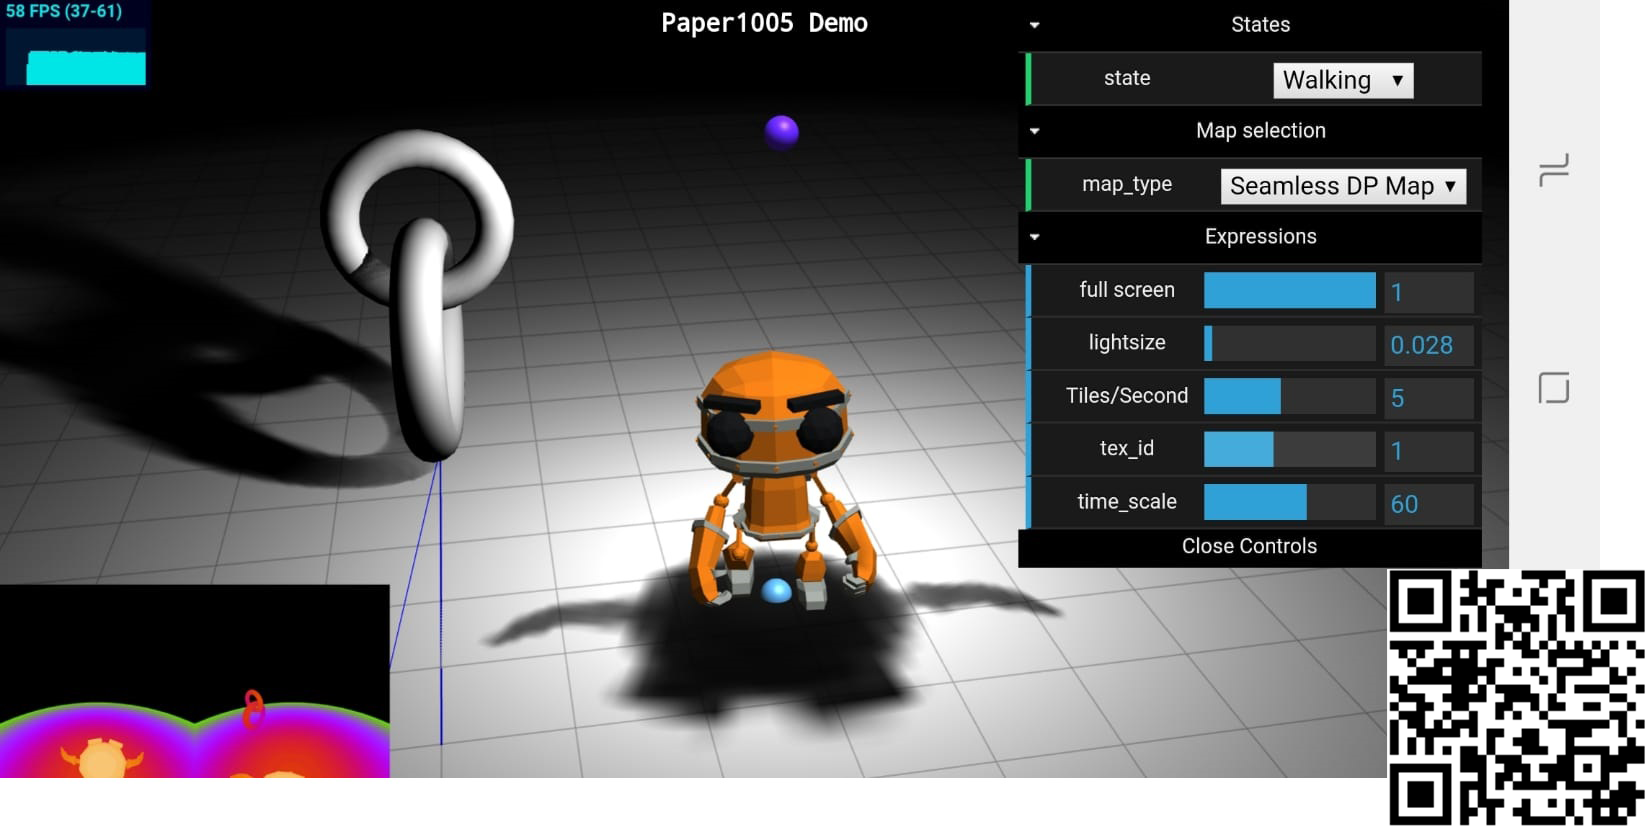 58 FPS (37-61)
Paper1005 Demo
States
state Walking
Map selection
map_type Seamless DP Map
Expressions
full screen 1
lightsize 0.028
Tiles/Second 5
tex_id 1
time_scale 60
Close Controls